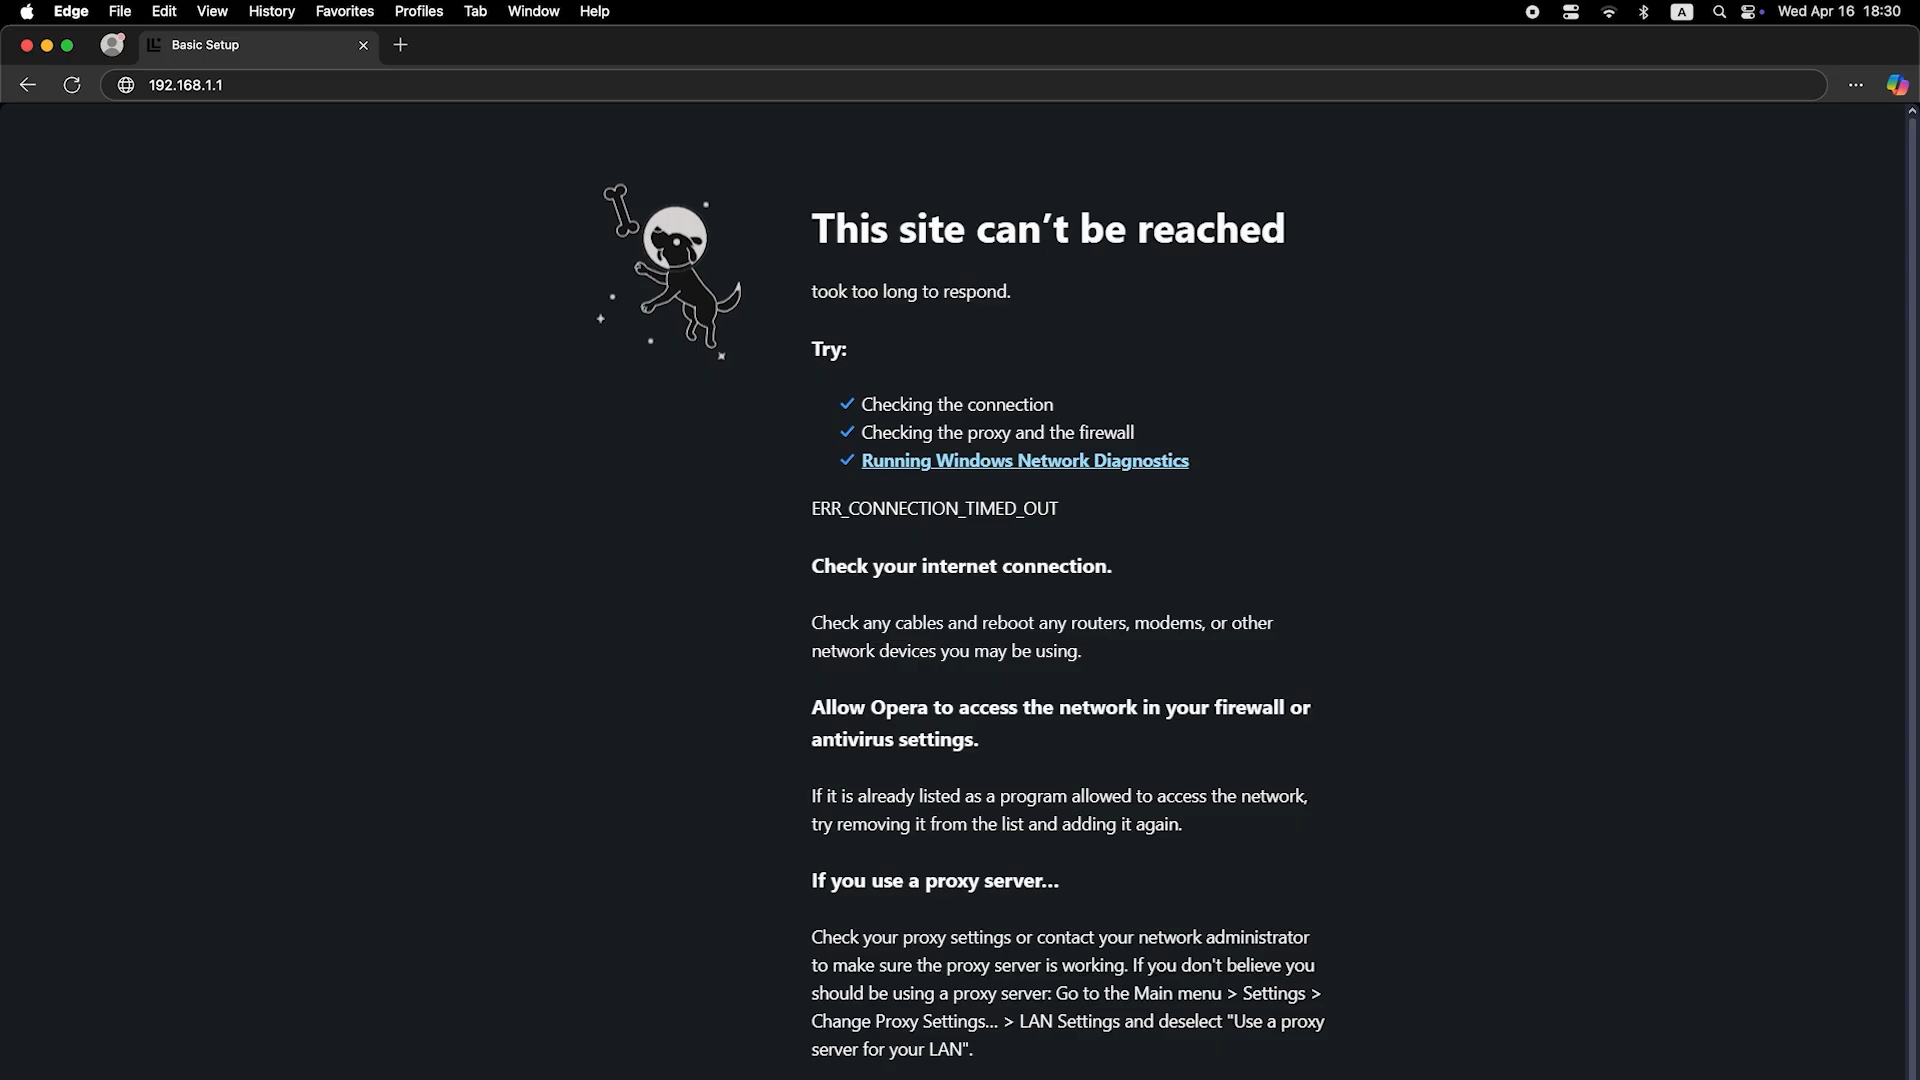 Edge File Edit View History Favorites Profiles Tab Window Help A Wed Apr 16 18:30
Basic Setup
192.168.1.1
This site can’t be reached
took too long to respond.
Try:
Checking the connection
Checking the proxy and the firewall
Running Windows Network Diagnostics
ERR_CONNECTION_TIMED_OUT
Check your internet connection.
Check any cables and reboot any routers, modems, or other
network devices you may be using.
Allow Opera to access the network in your firewall or
antivirus settings.
If it is already listed as a program allowed to access the network,
try removing it from the list and adding it again.
If you use a proxy server...
Check your proxy settings or contact your network administrator
to make sure the proxy server is working. If you don't believe you
should be using a proxy server: Go to the Main menu > Settings >
Change Proxy Settings... > LAN Settings and deselect "Use a proxy
server for your LAN".